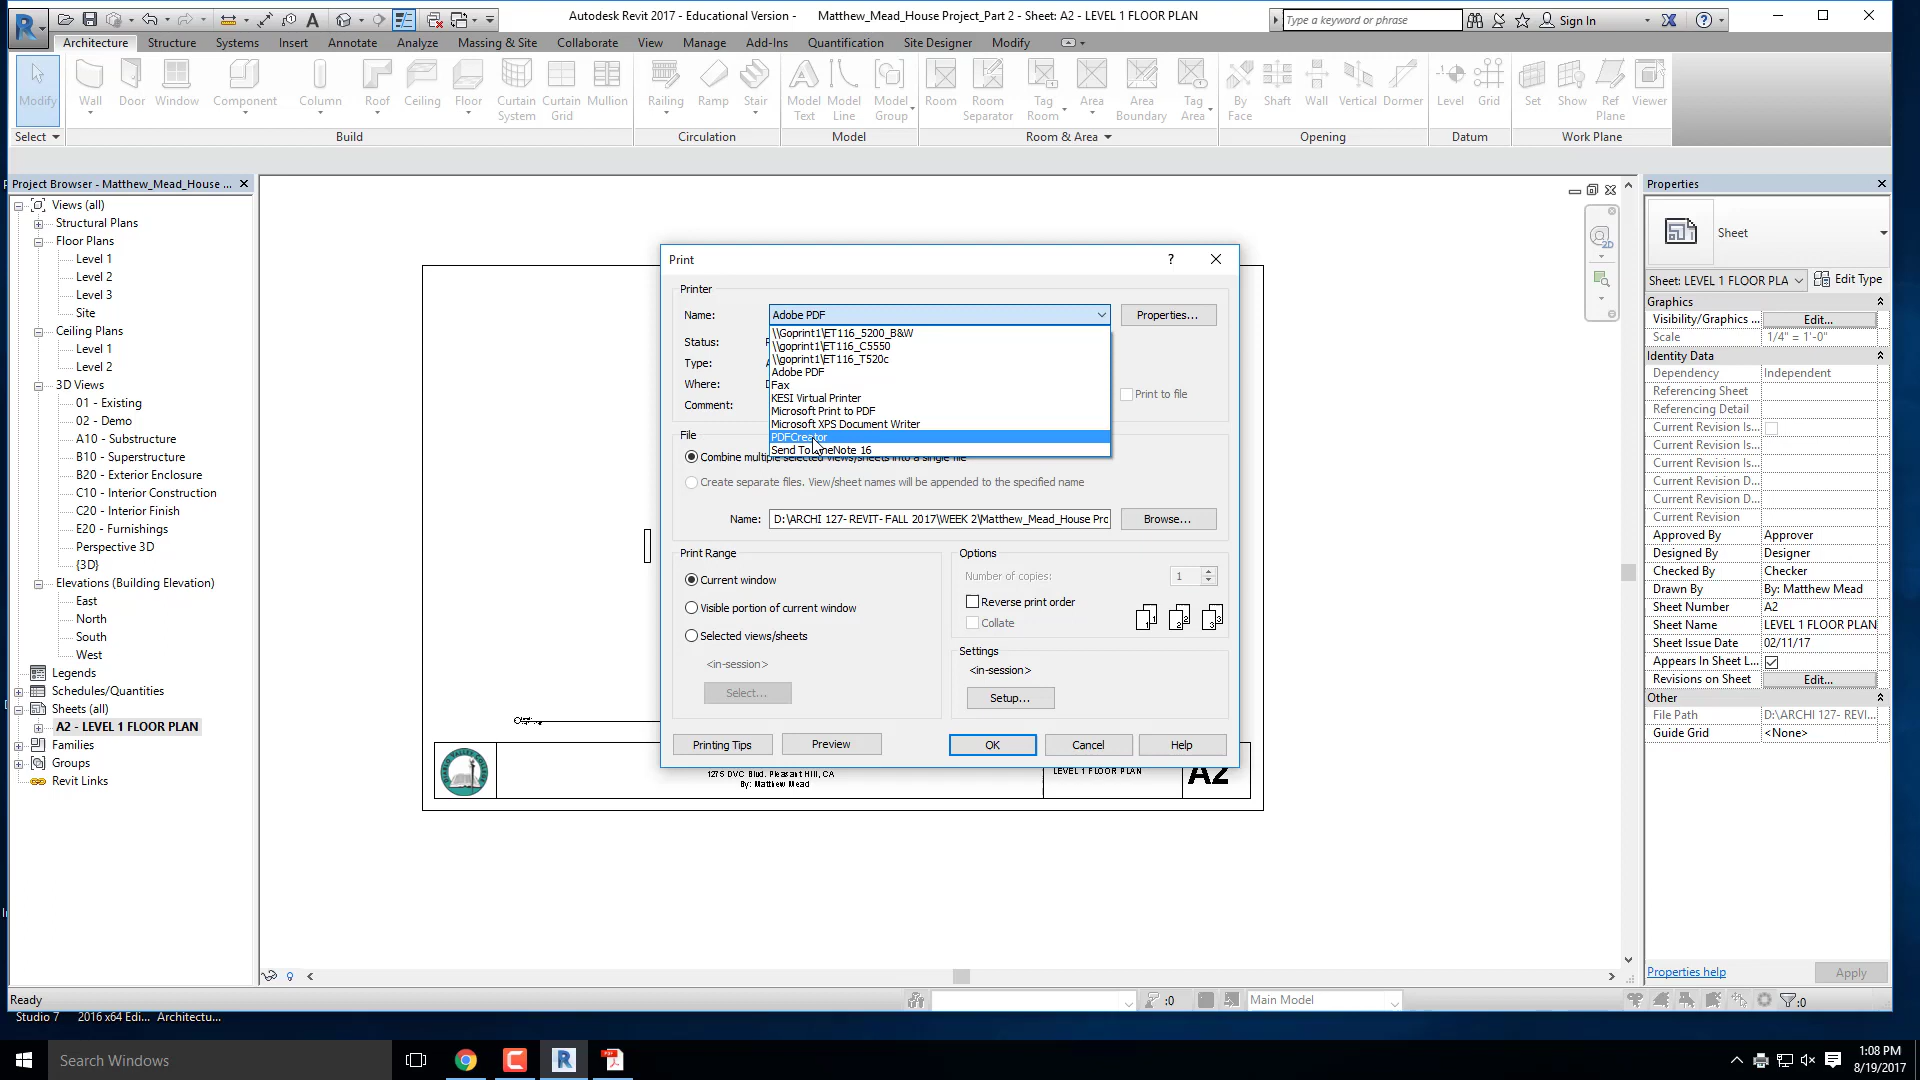 Autodesk Revit 2017 - Educational Version -
Matthew_Mead_House Project_Part 2 - Sheet: A2 - LEVEL 1 FLOOR PLAN
Type a keyword or phrase
Sign In
Architecture Structure Systems Insert Annotate Analyze Massing & Site Collaborate View Manage Add-Ins Quantification Site Designer Modify
Modify
Wall
Door
Window
Component
Column
Roof
Ceiling
Floor
Curtain System
Curtain Grid
Mullion
Railing
Ramp
Stair
Model Text
Model Line
Model Group
Room
Room Separator
Tag Room
Area
Area Boundary
Tag Area
By Face
Shaft
Wall
Vertical
Dormer
Level
Grid
Set
Show
Ref Plane
Viewer
Select
Build
Circulation
Model
Room & Area
Opening
Datum
Work Plane
Project Browser - Matthew_Mead_House ...
Views (all)
Structural Plans
Floor Plans
Level 1
Level 2
Level 3
Site
Ceiling Plans
Level 1
Level 2
3D Views
01 - Existing
02 - Demo
A10 - Substructure
B10 - Superstructure
B20 - Exterior Enclosure
C10 - Interior Construction
C20 - Interior Finish
E20 - Furnishings
Perspective 3D
{3D}
Elevations (Building Elevation)
East
North
South
West
Legends
Schedules/Quantities
Sheets (all)
A2 - LEVEL 1 FLOOR PLAN
Families
Groups
Revit Links
Print
Printer
Name:
Adobe PDF
Properties...
\\Goprint1\ET116_5200_B&W
\\goprint1\ET116_C5550
\\goprint1\ET116_T520c
Adobe PDF
Fax
KESI Virtual Printer
Microsoft Print to PDF
Microsoft XPS Document Writer
PDFCreator
Send To OneNote 16
Status:
Type:
Where:
Comment:
Print to file
File
Combine multiple selected views/sheets into a single file
Create separate files. View/sheet names will be appended to the specified name
Name:
D:\ARCHI 127- REVIT- FALL 2017\WEEK 2\Matthew_Mead_House Prc
Browse...
Print Range
Current window
Visible portion of current window
Selected views/sheets
<in-session>
Select...
Options
Number of copies:
1
Reverse print order
Collate
1 1 2 2 3 3
Settings
<in-session>
Setup...
Printing Tips
Preview
OK
Cancel
Help
1275 DVC Blvd. Pleasant Hill, CA
By: Matthew Mead
LEVEL 1 FLOOR PLAN
A2
2D
Properties
Sheet
Sheet: LEVEL 1 FLOOR PLA
Edit Type
Graphics
Visibility/Graphics ... Edit...
Scale 1/4" = 1'-0"
Identity Data
Dependency Independent
Referencing Sheet
Referencing Detail
Current Revision Is...
Current Revision Is...
Current Revision Is...
Current Revision D...
Current Revision D...
Current Revision
Approved By Approver
Designed By Designer
Checked By Checker
Drawn By By: Matthew Mead
Sheet Number A2
Sheet Name LEVEL 1 FLOOR PLAN
Sheet Issue Date 02/11/17
Appears In Sheet L...
Revisions on Sheet Edit...
Other
File Path D:\ARCHI 127- REVI...
Guide Grid <None>
Properties help
Apply
Ready
:0
Main Model
:0
Studio 7
2016 x64 Edi...
Architectu...
Search Windows
1:08 PM
8/19/2017